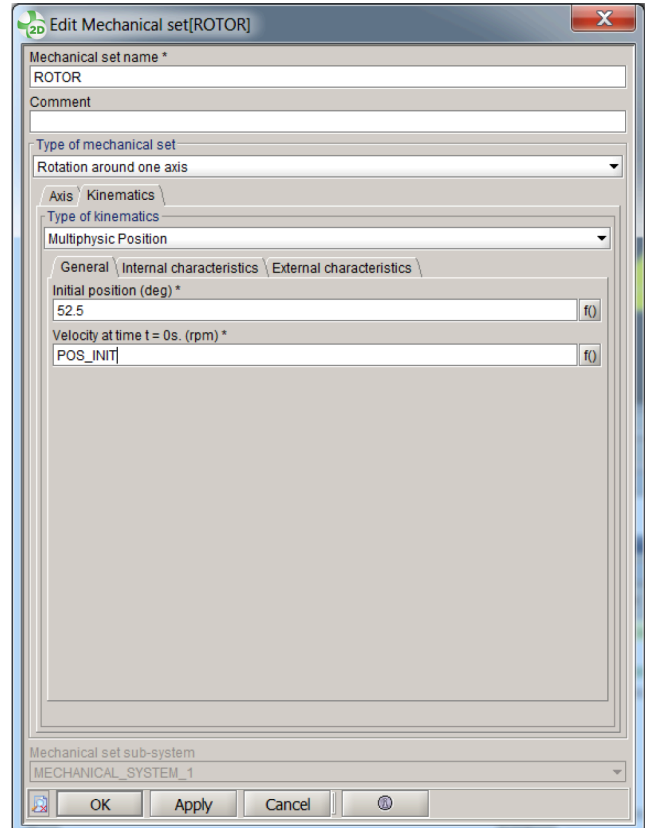 2D Edit Mechanical set[ROTOR] X
Mechanical set name *
ROTOR
Comment
Type of mechanical set
Rotation around one axis
Axis Kinematics
Type of kinematics
Multiphysic Position
General Internal characteristics External characteristics
Initial position (deg) *
52.5 f()
Velocity at time t = 0s. (rpm) *
POS_INIT f()
Mechanical set sub-system
MECHANICAL_SYSTEM_1
OK Apply Cancel